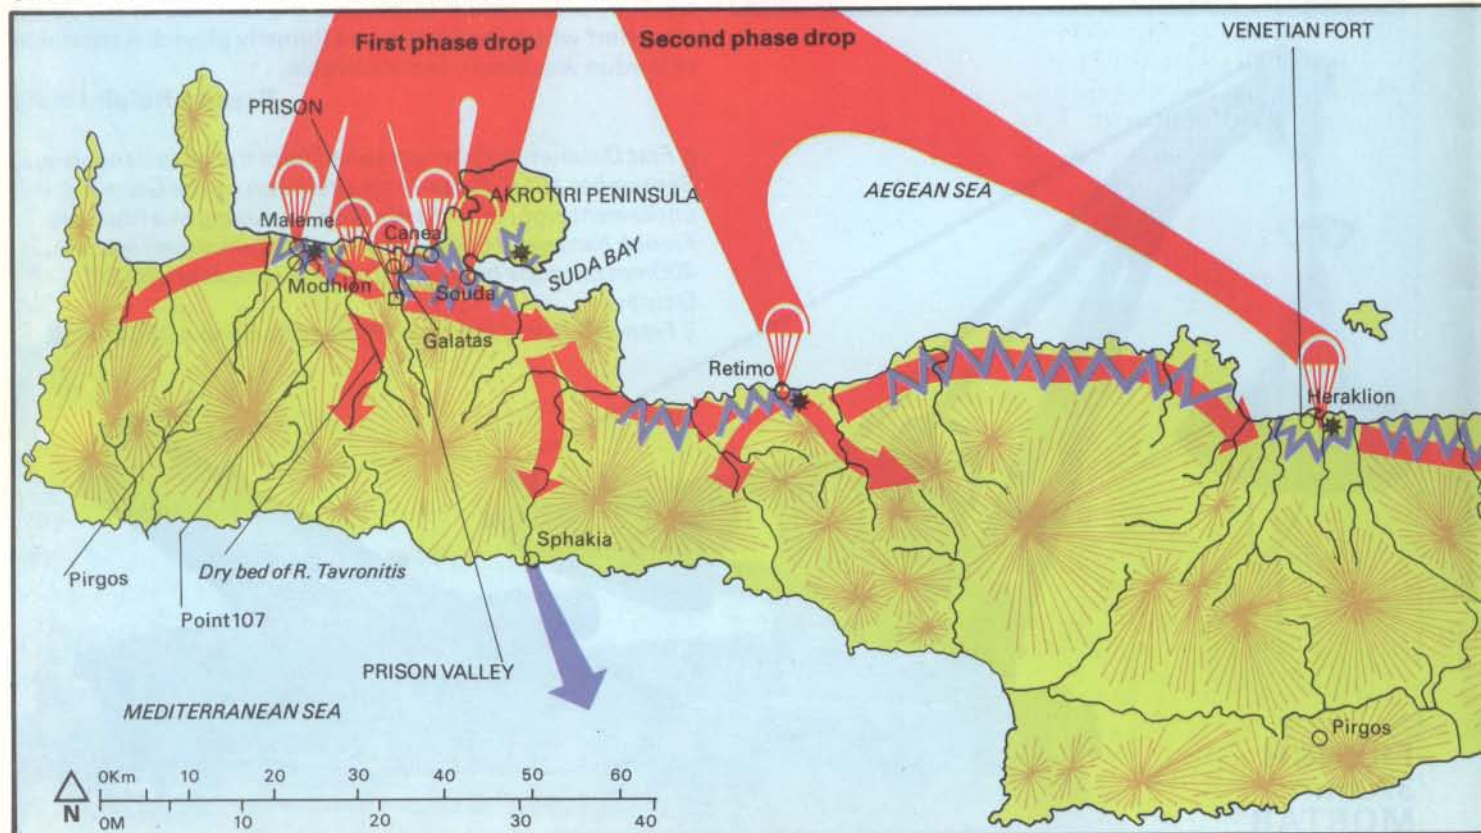 First phase drop
Second phase drop
VENETIAN FORT
PRISON
AEGEAN SEA
AKROTIRI PENINSULA
Maleme
Canea
SUDA BAY
Modhion
Souda
Galatas
Retimo
Heraklion
Sphakia
Pirgos
Dry bed of R. Tavronitis
Point107
PRISON VALLEY
MEDITERRANEAN SEA
Pirgos
0Km 10 20 30 40 50 60
N
0M 10 20 30 40
MORTAR